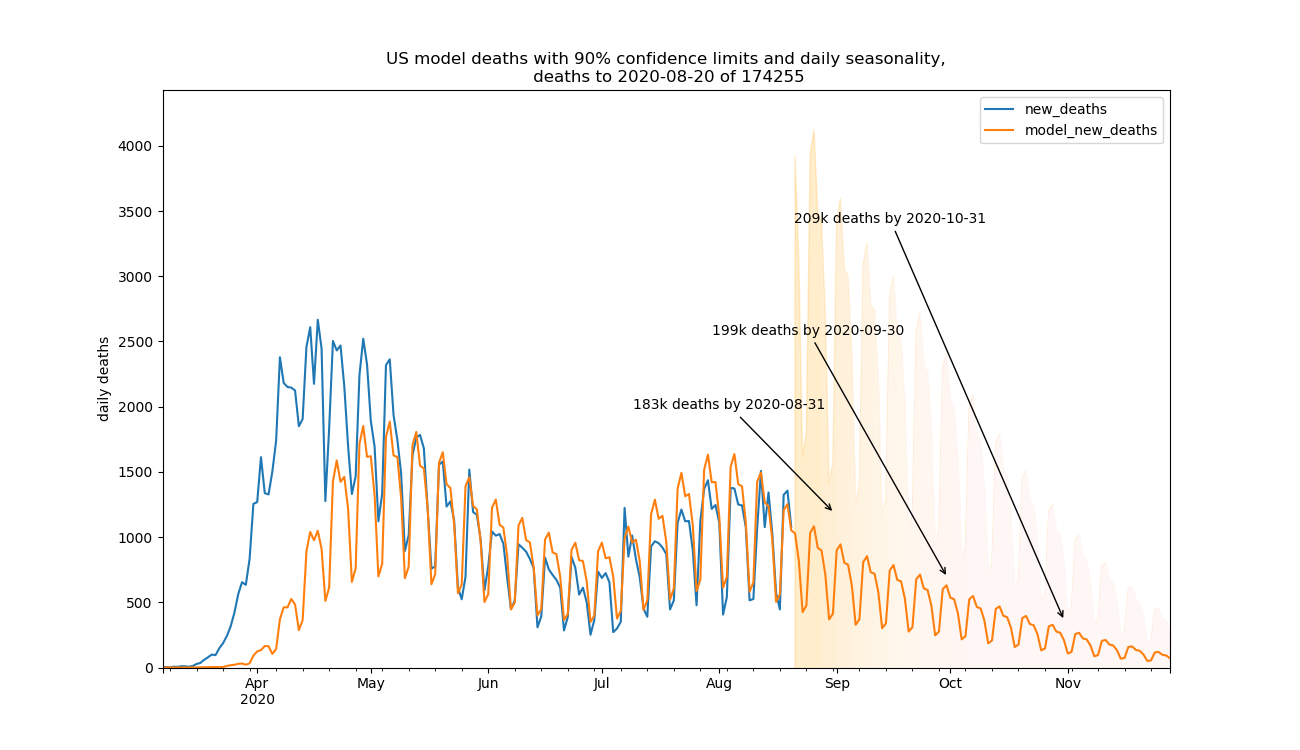 US model deaths with 90% confidence limits and daily seasonality,
deaths to 2020-08-20 of 174255
new_deaths
model_new_deaths
daily deaths
4000
3500
3000
2500
2000
1500
1000
500
0
209k deaths by 2020-10-31
199k deaths by 2020-09-30
183k deaths by 2020-08-31
Apr
2020
May
Jun
Jul
Aug
Sep
Oct
Nov